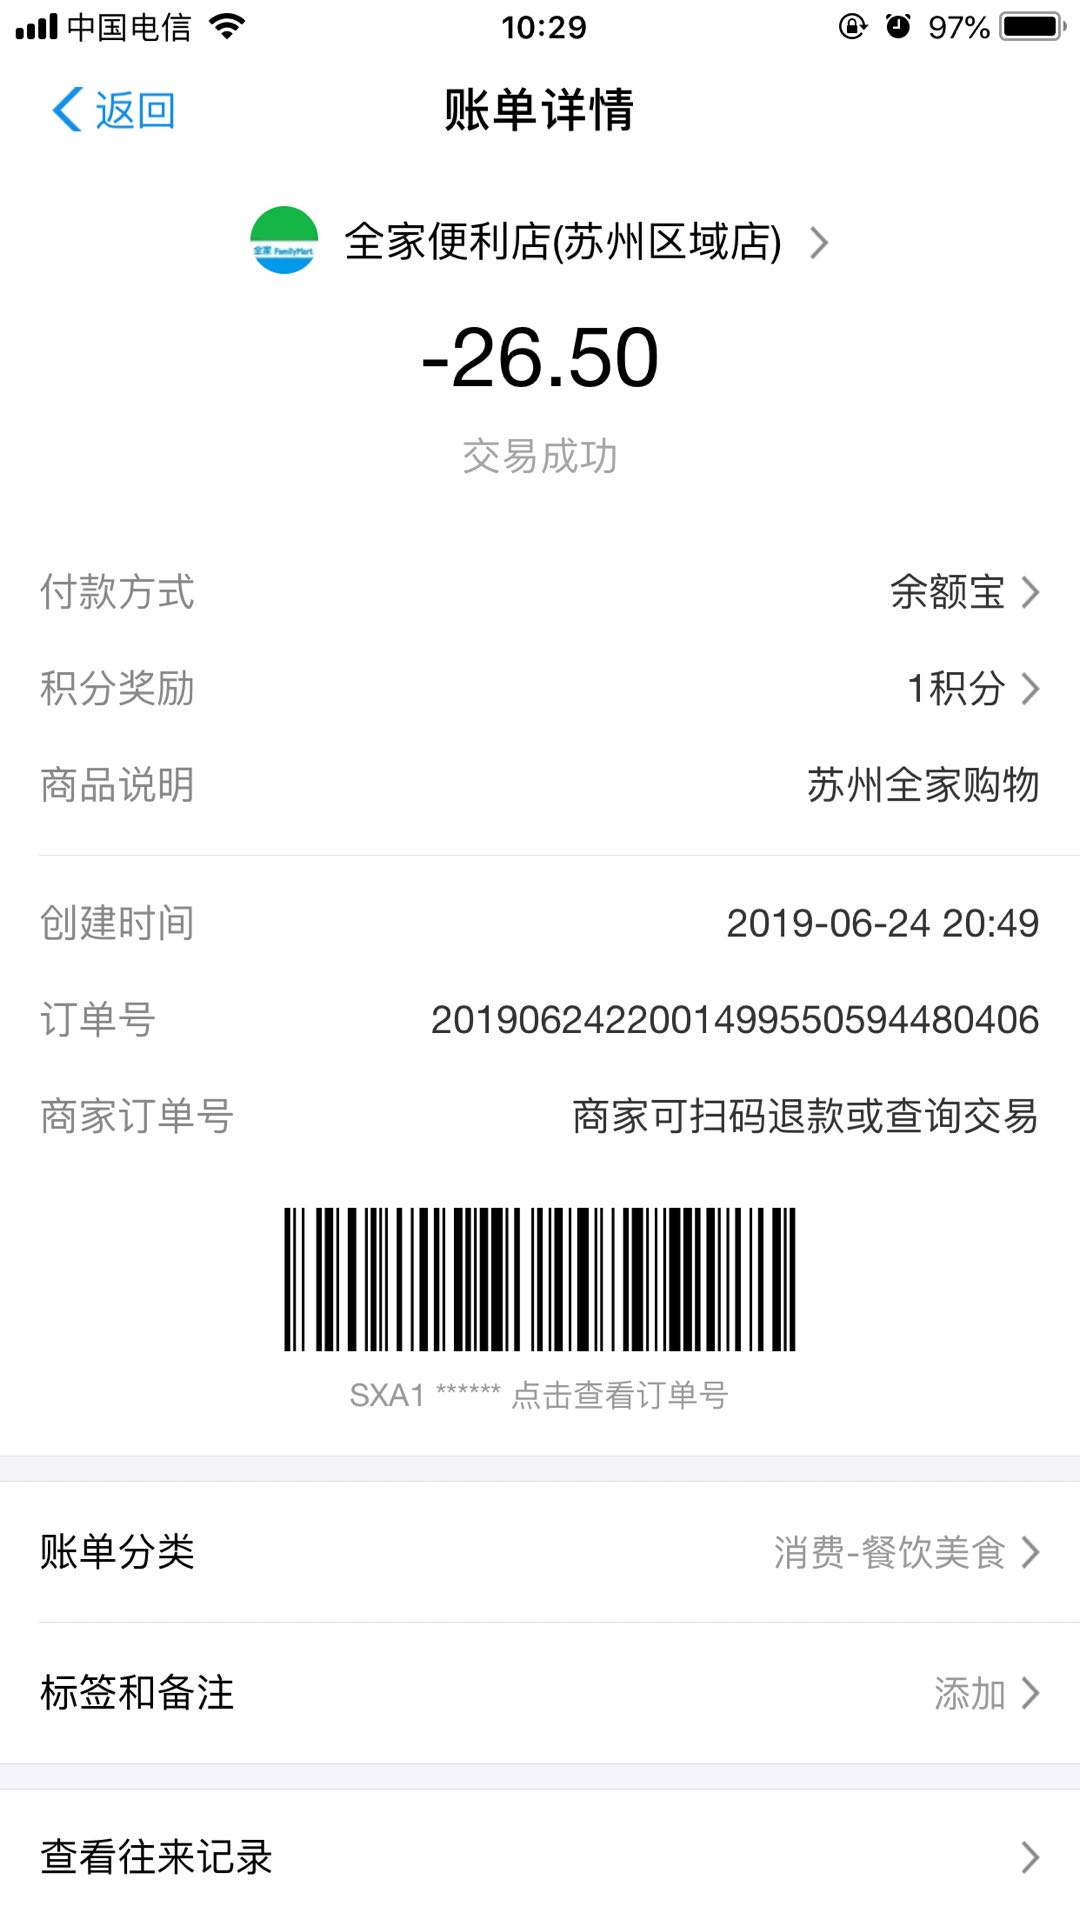 中国电信 10:29 97%
返回 账单详情
全家 FamilyMart 全家便利店(苏州区域店)
-26.50
交易成功
付款方式 余额宝
积分奖励 1积分
商品说明 苏州全家购物
创建时间 2019-06-24 20:49
订单号 2019062422001499550594480406
商家订单号 商家可扫码退款或查询交易
SXA1 ****** 点击查看订单号
账单分类 消费-餐饮美食
标签和备注 添加
查看往来记录